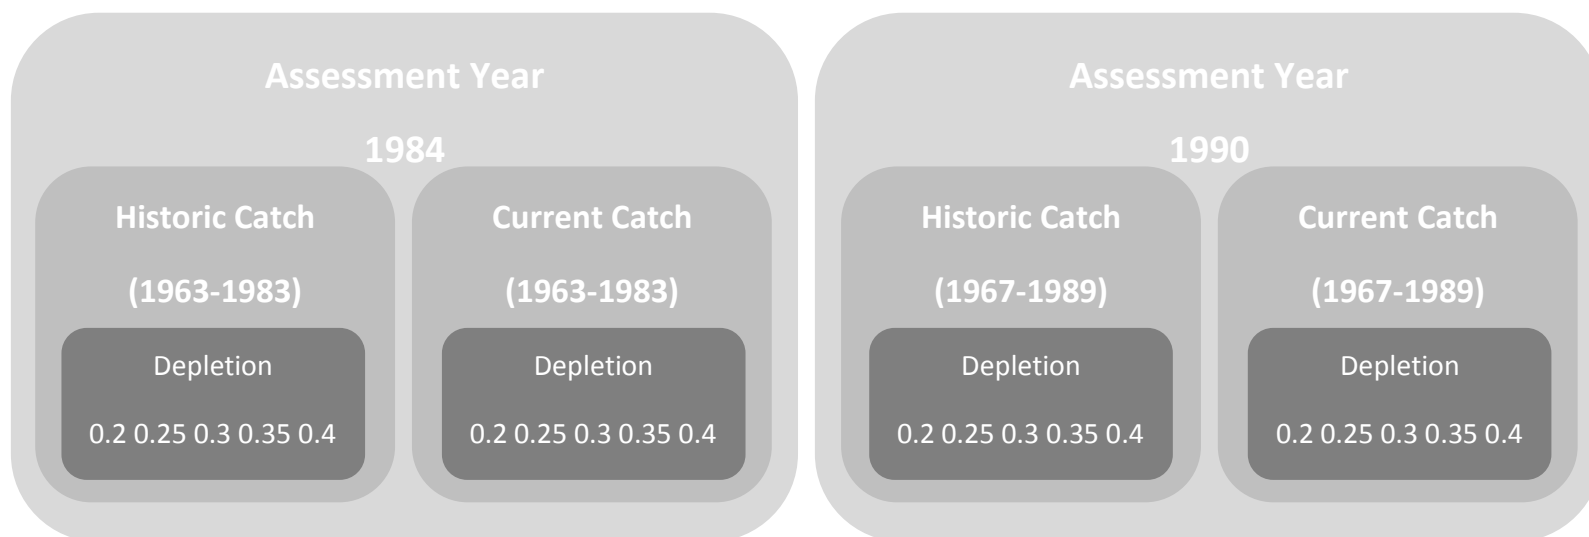 Assessment Year
1984
Historic Catch
(1963-1983)
Depletion
0.2 0.25 0.3 0.35 0.4
Current Catch
(1963-1983)
Depletion
0.2 0.25 0.3 0.35 0.4
Assessment Year
1990
Historic Catch
(1967-1989)
Depletion
0.2 0.25 0.3 0.35 0.4
Current Catch
(1967-1989)
Depletion
0.2 0.25 0.3 0.35 0.4